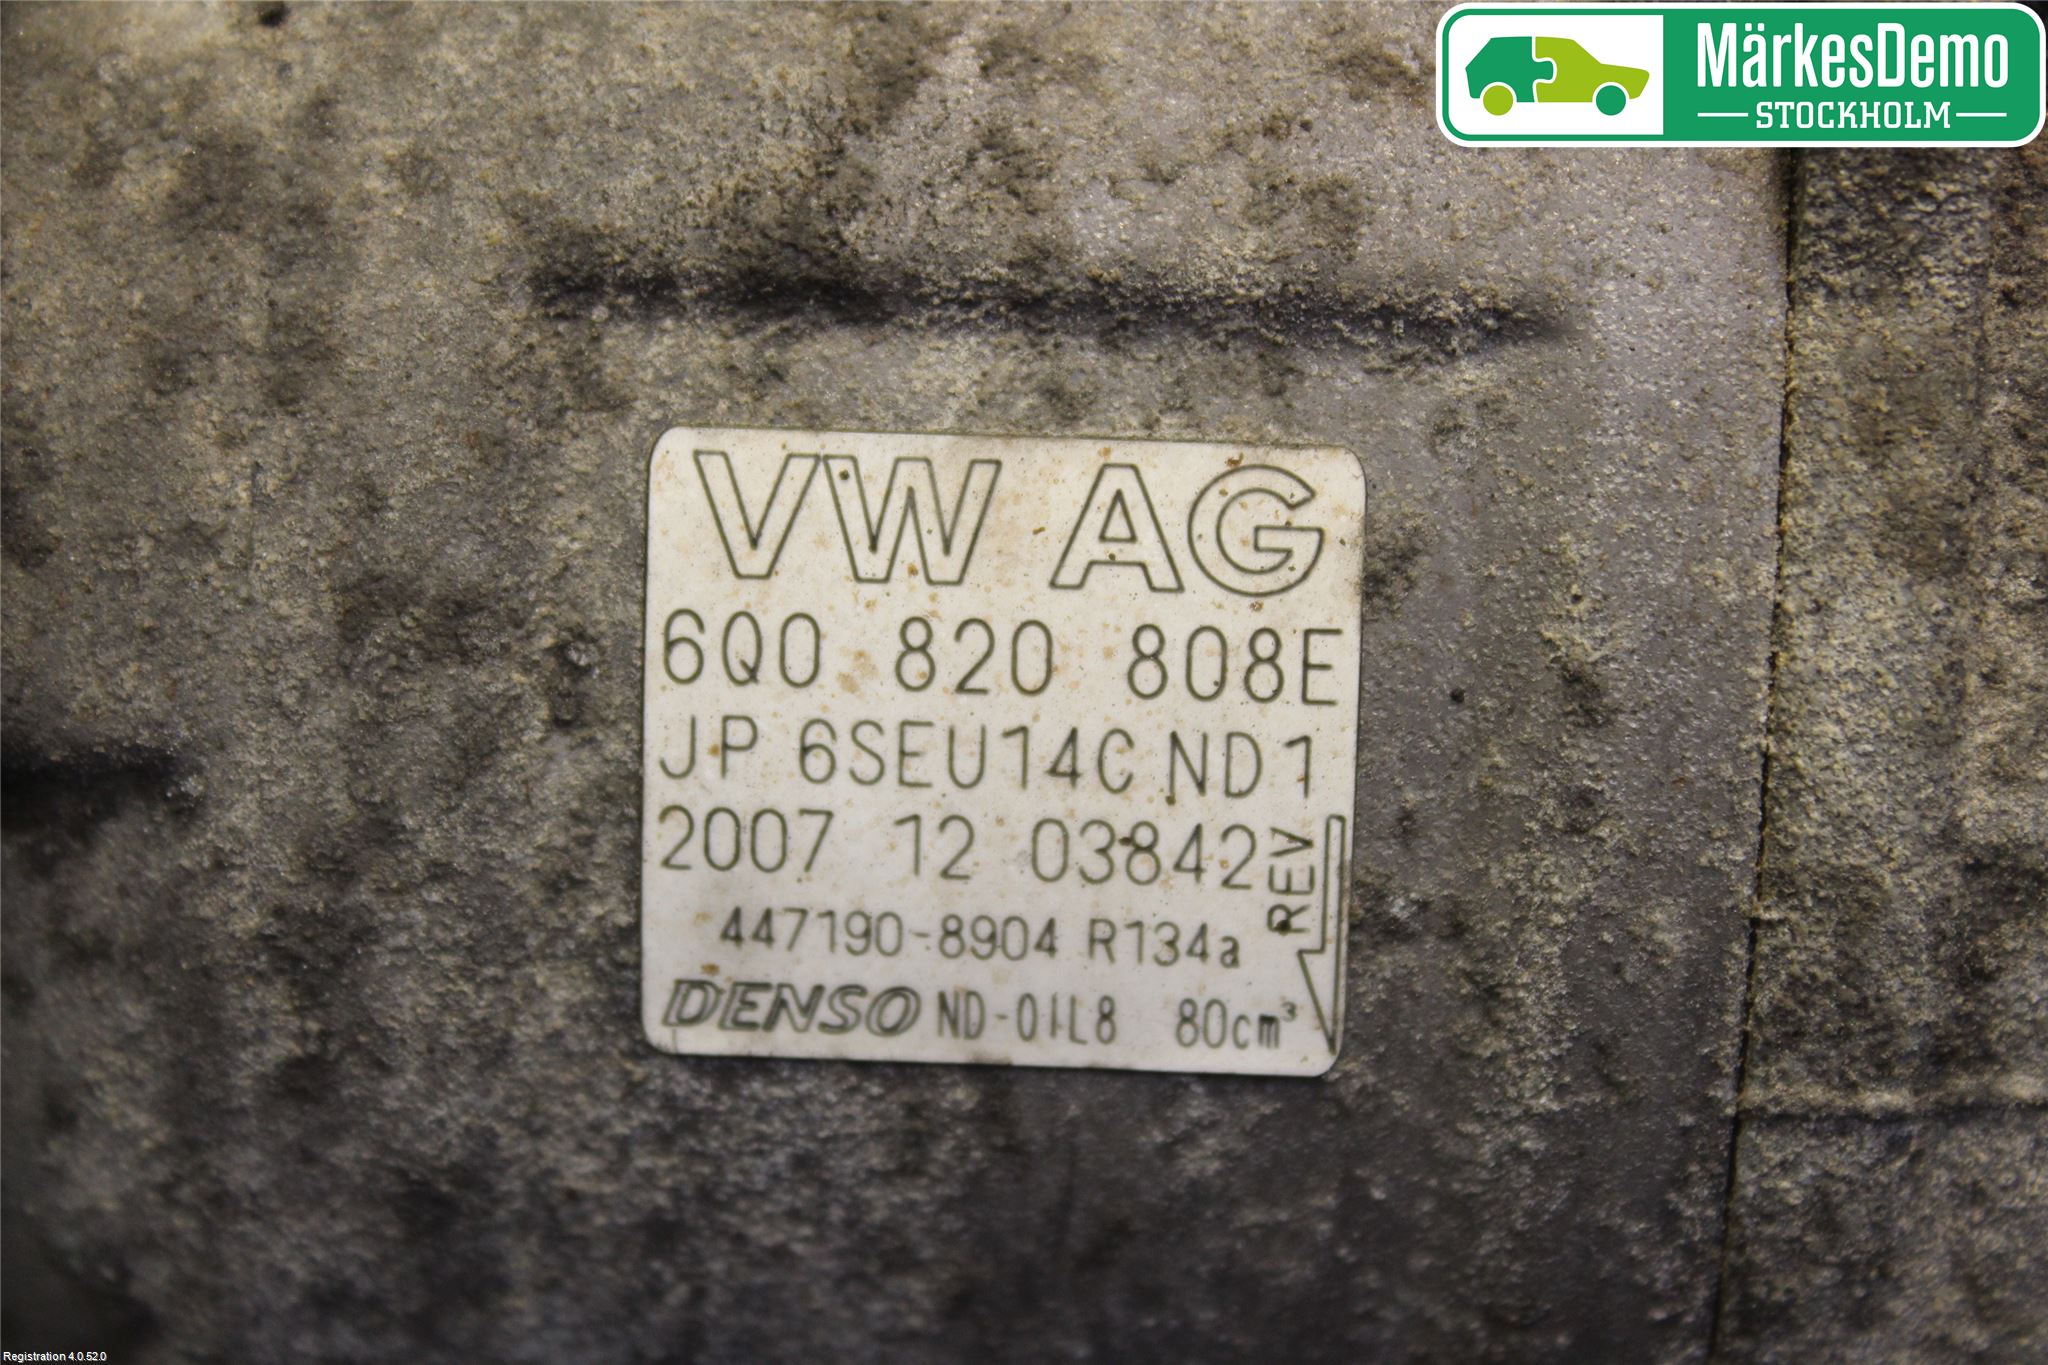 MärkesDemo
STOCKHOLM
VW AG
6Q0 820 808E
JP 6SEU14C ND1
2007 12 03842
REV
447190-8904 R134a
DENSO ND-OIL8 80cm³
Registration 4.0.52.0